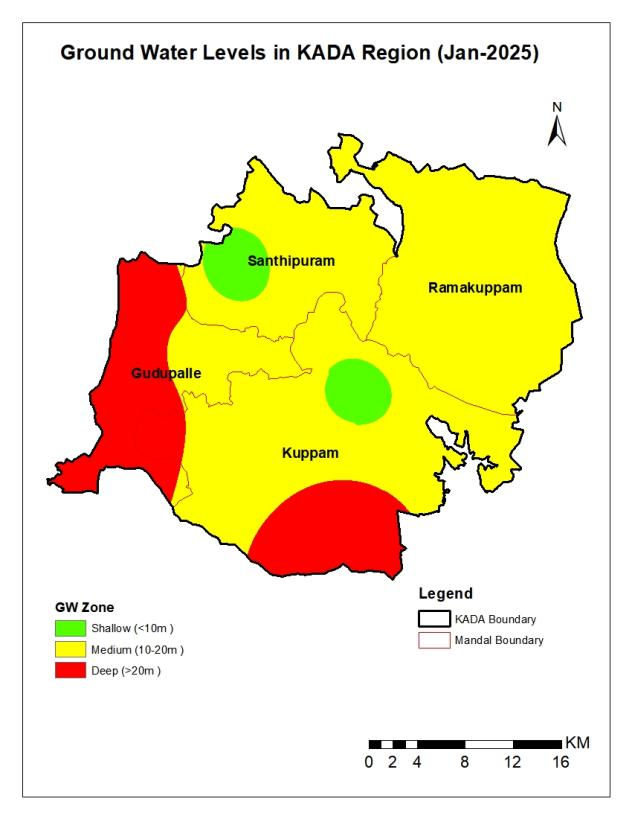 Ground Water Levels in KADA Region (Jan-2025)
N
Santhipuram
Ramakuppam
Gudupalle
Kuppam
GW Zone
Shallow (<10m )
Medium (10-20m )
Deep (>20m )
Legend
KADA Boundary
Mandal Boundary
KM
0 2 4 8 12 16